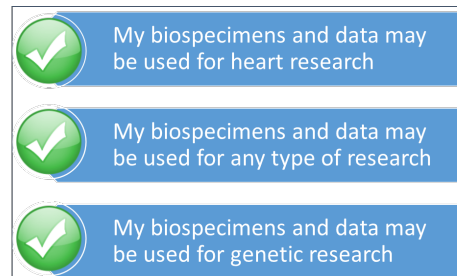 My biospecimens and data may
be used for heart research
My biospecimens and data may
be used for any type of research
My biospecimens and data may
be used for genetic research